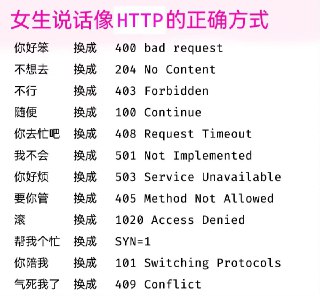 女生说话像HTTP的正确方式
你好笨 换成 400 bad request
不想去 换成 204 No Content
不行 换成 403 Forbidden
随便 换成 100 Continue
你去忙吧 换成 408 Request Timeout
我不会 换成 501 Not Implemented
你好烦 换成 503 Service Unavailable
要你管 换成 405 Method Not Allowed
滚 换成 1020 Access Denied
帮我个忙 换成 SYN=1
你陪我 换成 101 Switching Protocols
气死我了 换成 409 Conflict